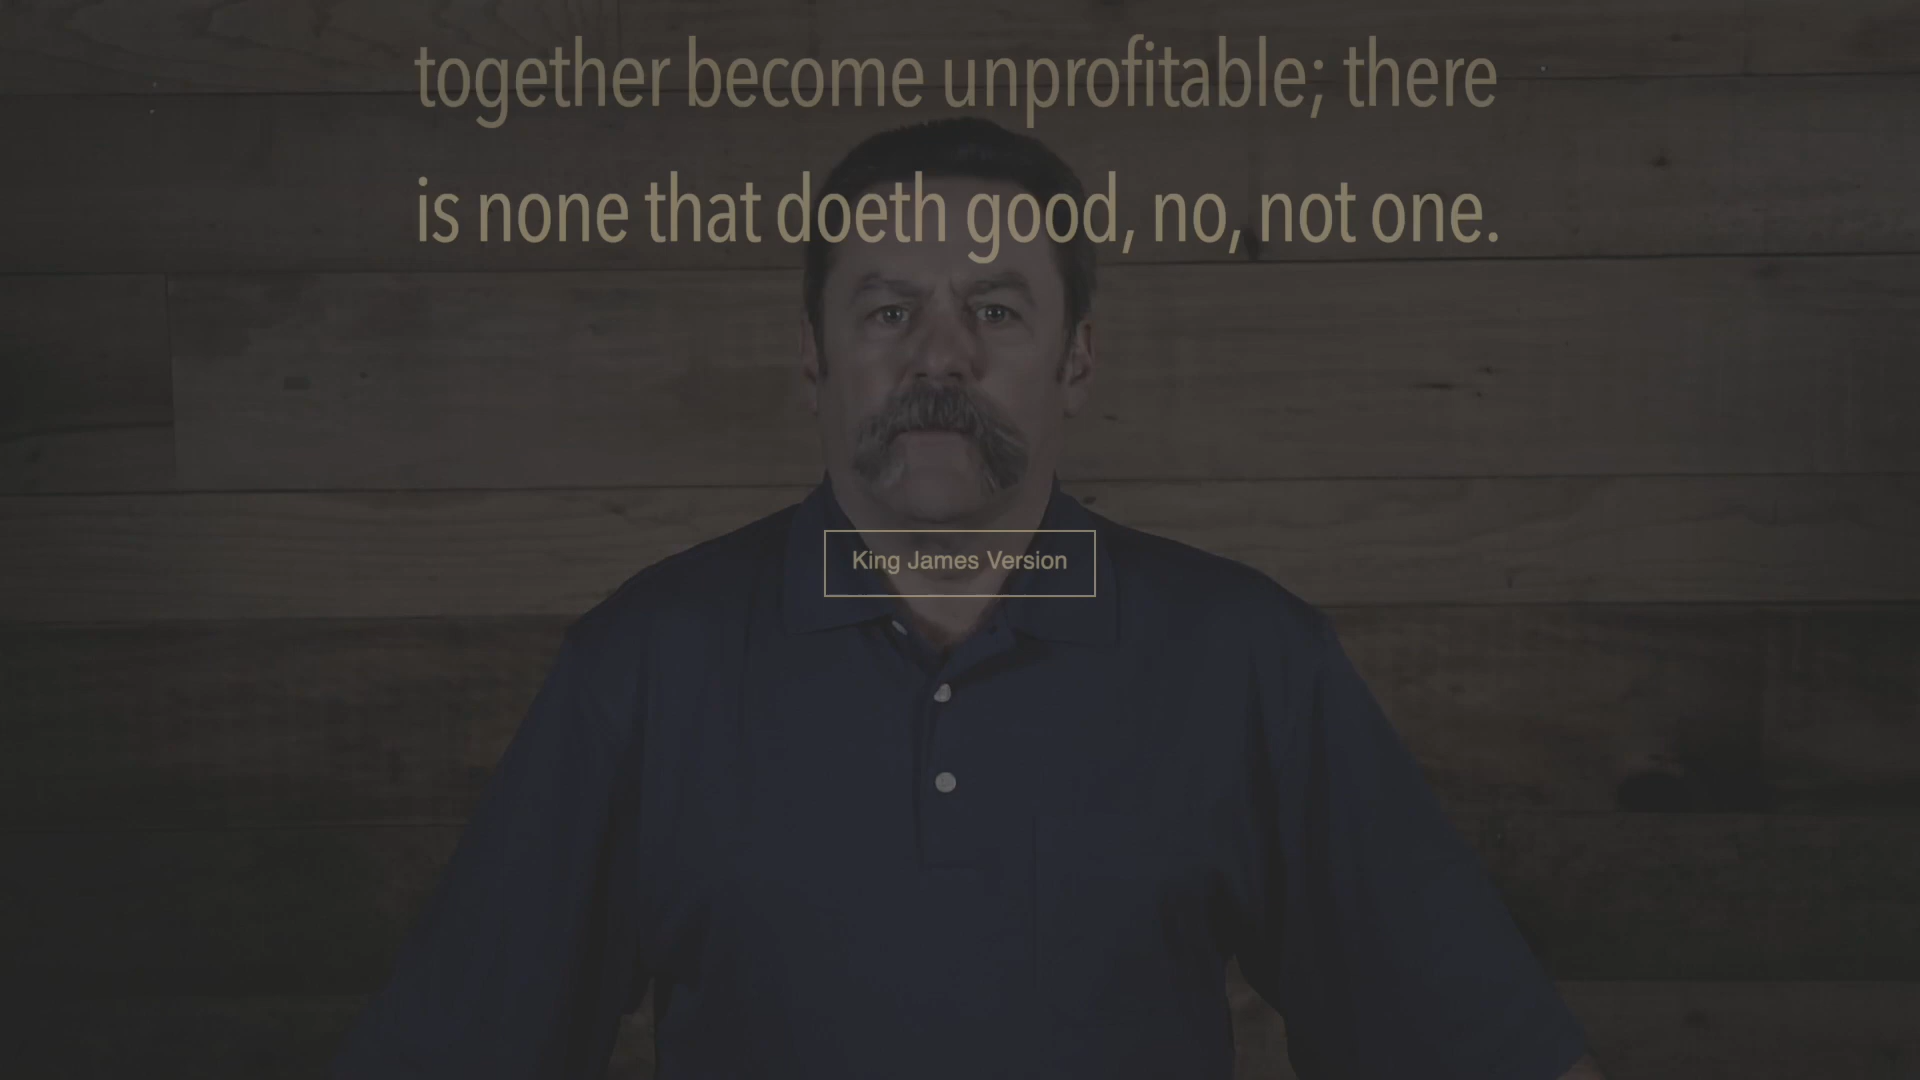 together become unprofitable; there
is none that doeth good, no, not one.
King James Version